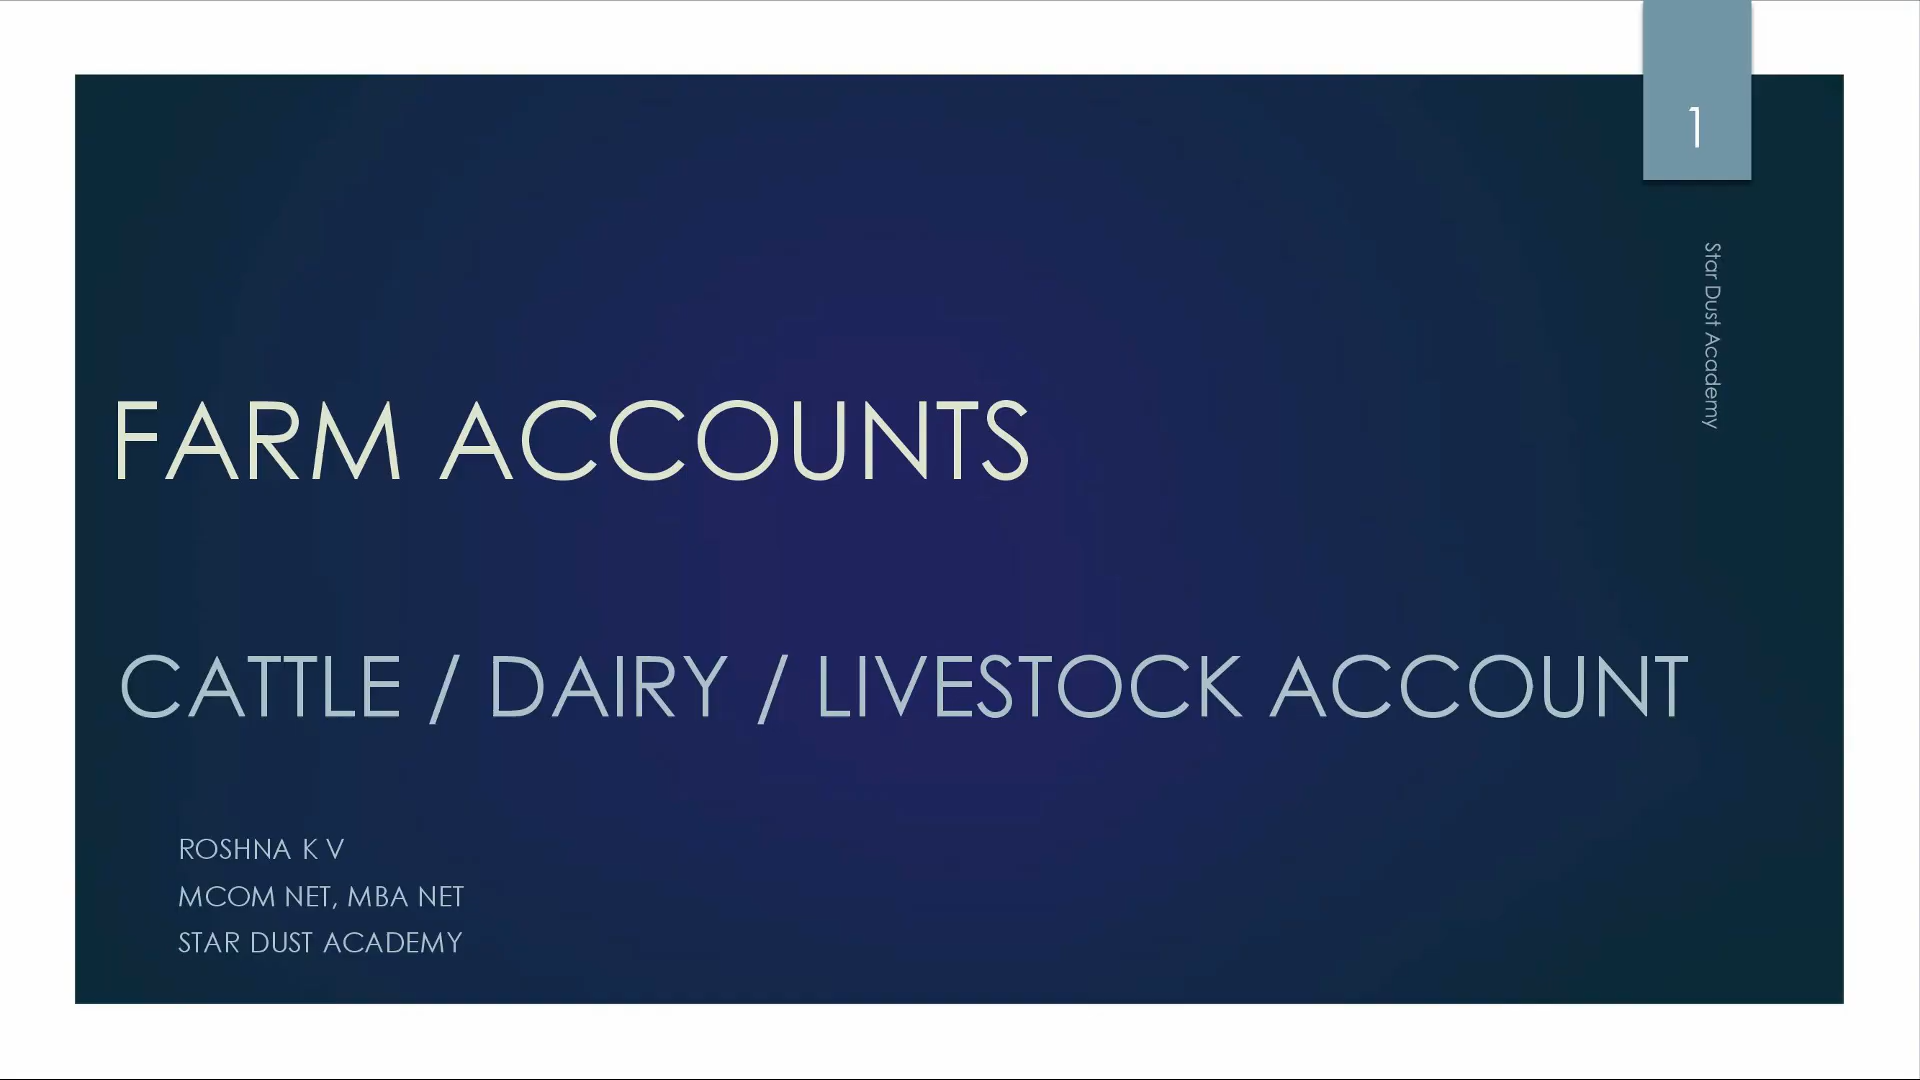 1
Star Dust Academy
FARM ACCOUNTS
CATTLE / DAIRY / LIVESTOCK ACCOUNT
ROSHNA K V
MCOM NET, MBA NET
STAR DUST ACADEMY